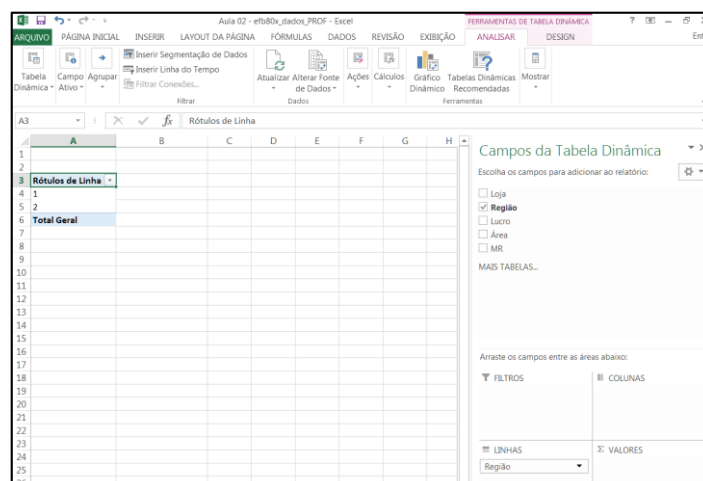 Aula 02 - efb80x_dados_PROF - Excel
FERRAMENTAS DE TABELA DINÂMICA
?
ARQUIVO PÁGINA INICIAL INSERIR LAYOUT DA PÁGINA FÓRMULAS DADOS REVISÃO EXIBIÇÃO ANALISAR DESIGN Ent
Tabela Dinâmica
Campo Ativo
Agrupar
Inserir Segmentação de Dados
Inserir Linha do Tempo
Filtrar Conexões...
Filtrar
Atualizar
Alterar Fonte de Dados
Dados
Ações
Cálculos
Gráfico Dinâmico
Tabelas Dinâmicas Recomendadas
Mostrar
Ferramentas
A3
fx
Rótulos de Linha
A B C D E F G H
1
2
3 Rótulos de Linha
4 1
5 2
6 Total Geral
7
8
9
10
11
12
13
14
15
16
17
18
19
20
21
22
23
24
25
Campos da Tabela Dinâmica
Escolha os campos para adicionar ao relatório:
Loja
Região
Lucro
Área
MR
MAIS TABELAS...
Arraste os campos entre as áreas abaixo:
FILTROS
COLUNAS
LINHAS
Σ VALORES
Região